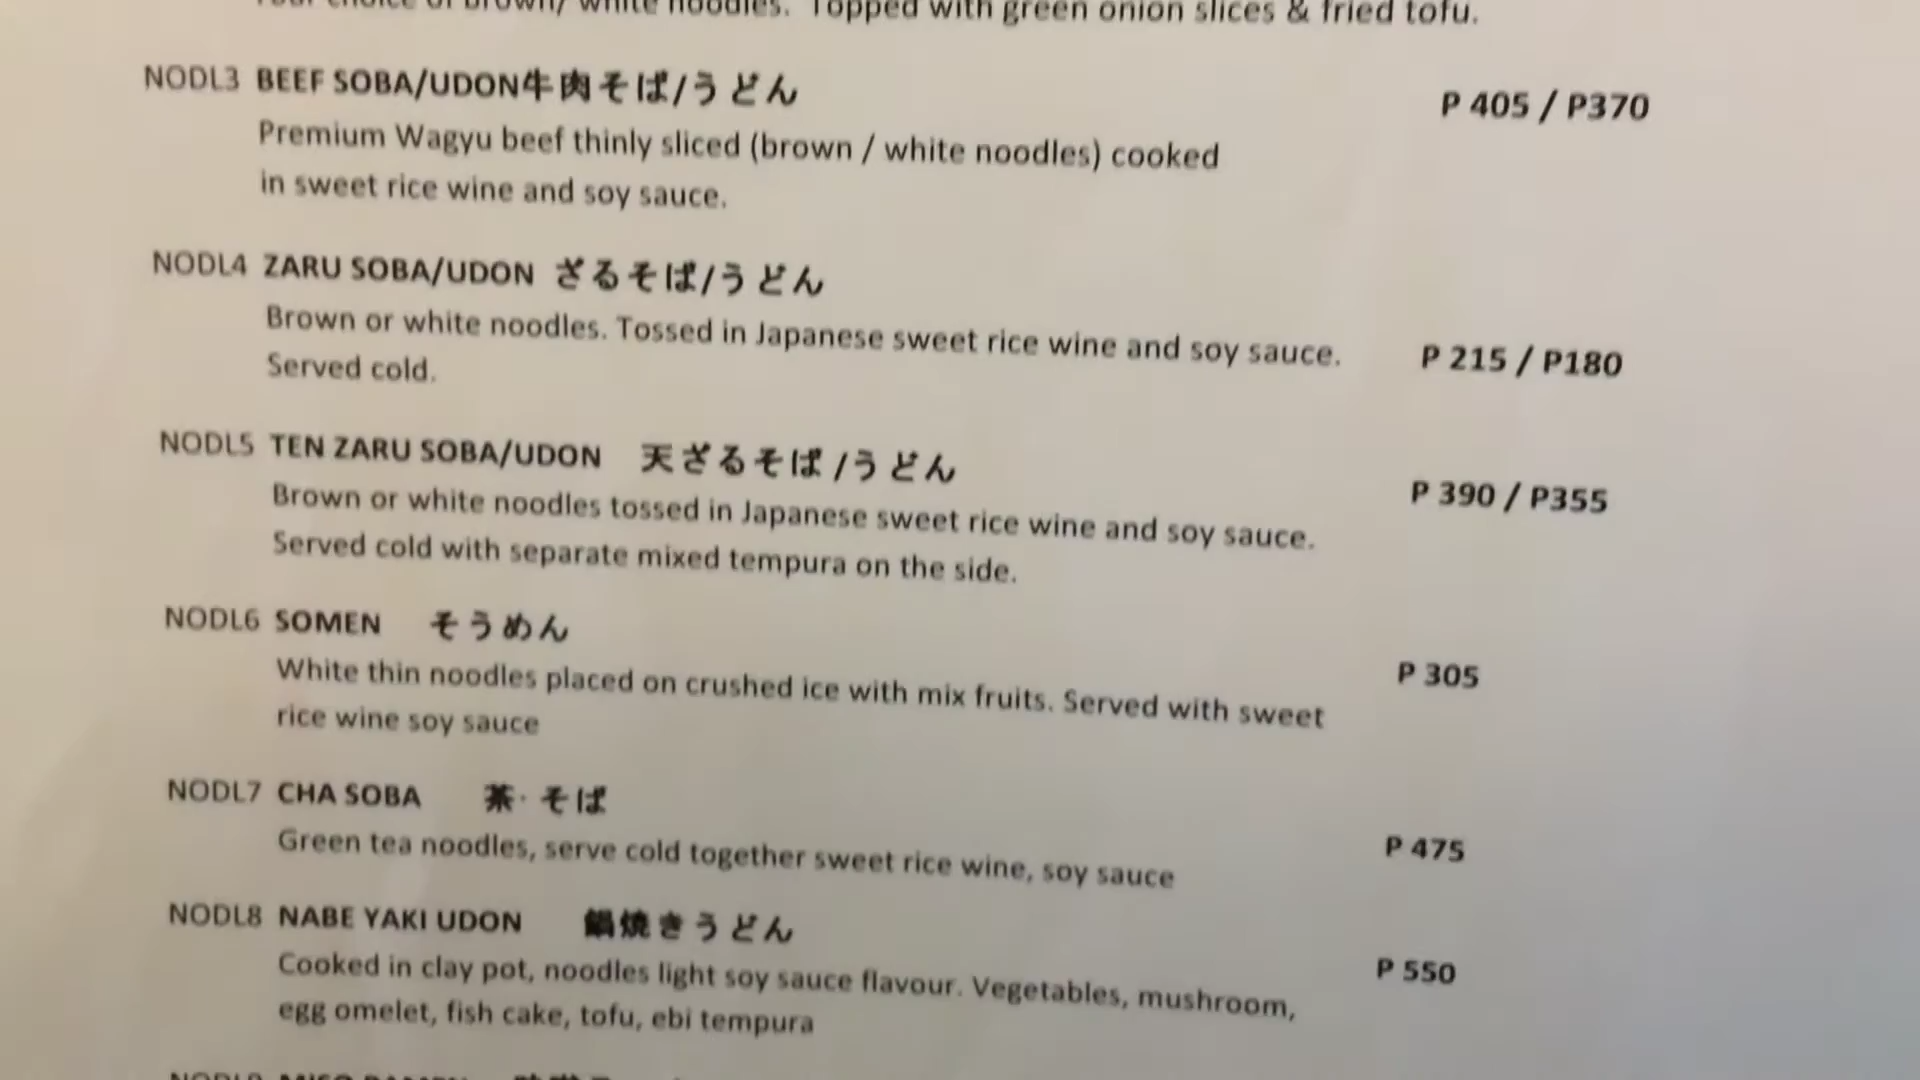 Your choice of brown/ white noodles. Topped with green onion slices & fried tofu.
NODL3 BEEF SOBA/UDON牛肉そば/うどん P 405 / P370
Premium Wagyu beef thinly sliced (brown / white noodles) cooked
in sweet rice wine and soy sauce.
NODL4 ZARU SOBA/UDON ざるそば/うどん
Brown or white noodles. Tossed in Japanese sweet rice wine and soy sauce. P 215 / P180
Served cold.
NODL5 TEN ZARU SOBA/UDON 天ざるそば/うどん P 390 / P355
Brown or white noodles tossed in Japanese sweet rice wine and soy sauce.
Served cold with separate mixed tempura on the side.
NODL6 SOMEN そうめん P 305
White thin noodles placed on crushed ice with mix fruits. Served with sweet
rice wine soy sauce
NODL7 CHA SOBA 茶· そば P 475
Green tea noodles, serve cold together sweet rice wine, soy sauce
NODL8 NABE YAKI UDON 鍋焼きうどん P 550
Cooked in clay pot, noodles light soy sauce flavour. Vegetables, mushroom,
egg omelet, fish cake, tofu, ebi tempura
NODL9 MISO RAMEN